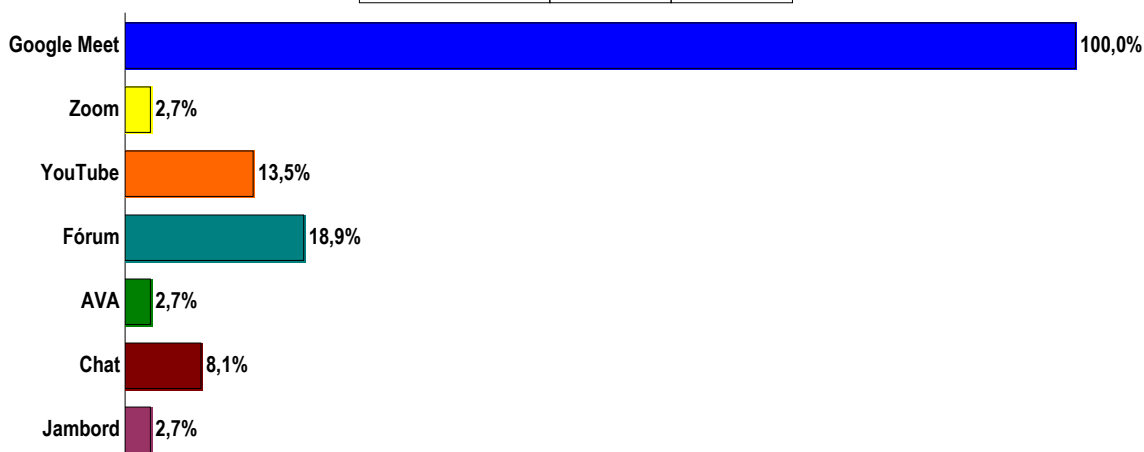 Google Meet 100,0%
Zoom 2,7%
YouTube 13,5%
Fórum 18,9%
AVA 2,7%
Chat 8,1%
Jambord 2,7%